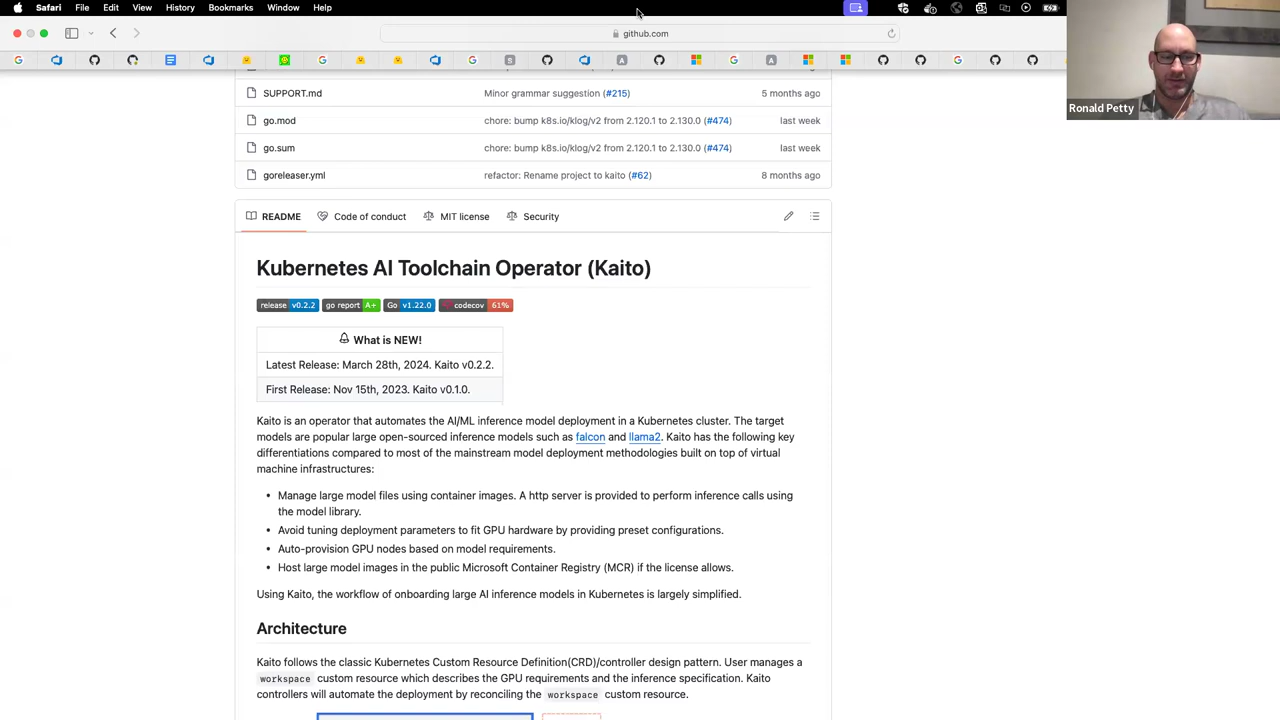 Safari File Edit View History Bookmarks Window Help
github.com
Ronald Petty
SUPPORT.md Minor grammar suggestion (#215) 5 months ago
go.mod chore: bump k8s.io/klog/v2 from 2.120.1 to 2.130.0 (#474) last week
go.sum chore: bump k8s.io/klog/v2 from 2.120.1 to 2.130.0 (#474) last week
goreleaser.yml refactor: Rename project to kaito (#62) 8 months ago
README Code of conduct MIT license Security
Kubernetes AI Toolchain Operator (Kaito)
release v0.2.2 go report A+ Go v1.22.0 codecov 61%
What is NEW!
Latest Release: March 28th, 2024. Kaito v0.2.2.
First Release: Nov 15th, 2023. Kaito v0.1.0.
Kaito is an operator that automates the AI/ML inference model deployment in a Kubernetes cluster. The target
models are popular large open-sourced inference models such as falcon and llama2. Kaito has the following key
differentiations compared to most of the mainstream model deployment methodologies built on top of virtual
machine infrastructures:
• Manage large model files using container images. A http server is provided to perform inference calls using
the model library.
• Avoid tuning deployment parameters to fit GPU hardware by providing preset configurations.
• Auto-provision GPU nodes based on model requirements.
• Host large model images in the public Microsoft Container Registry (MCR) if the license allows.
Using Kaito, the workflow of onboarding large AI inference models in Kubernetes is largely simplified.
Architecture
Kaito follows the classic Kubernetes Custom Resource Definition(CRD)/controller design pattern. User manages a
workspace custom resource which describes the GPU requirements and the inference specification. Kaito
controllers will automate the deployment by reconciling the workspace custom resource.